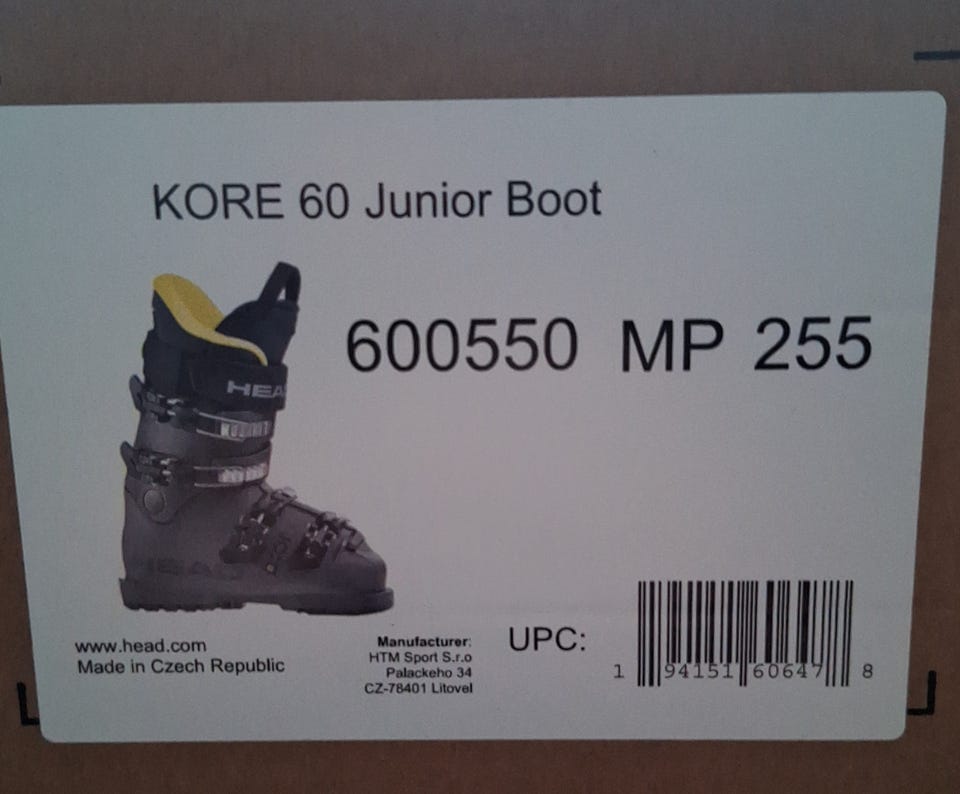 KORE 60 Junior Boot
600550 MP 255
HEAD
HEAD
www.head.com
Made in Czech Republic
Manufacturer:
HTM Sport S.r.o
Palackeho 34
CZ-78401 Litovel
UPC:
1 94151 60647 8